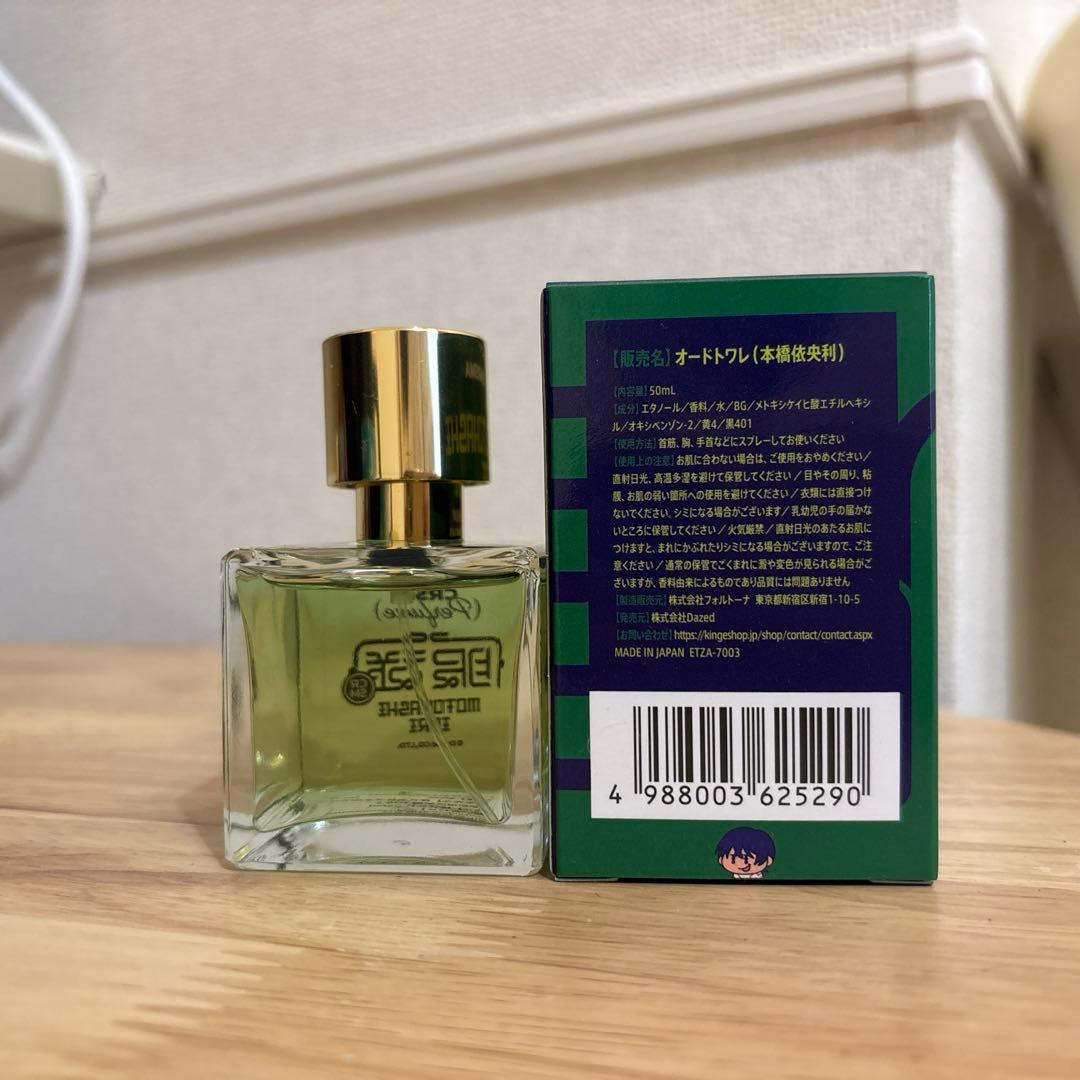 CRS
(Perfume)
CR
SM
MOTOHASHI
IERI
【販売名】オードトワレ(本橋依央利)
【内容量】50mL
【成分】エタノール／香料／水／BG／メトキシケイヒ酸エチルヘキシ
ル／オキシベンゾン-2／黄4／黒401
【使用方法】首筋、胸、手首などにスプレーしてお使いください
【使用上の注意】お肌に合わない場合は、ご使用をおやめください／
直射日光、高温多湿を避けて保管してください／目やその周り、粘
膜、お肌の弱い箇所への使用を避けてください／衣類には直接つけ
ないでください。シミになる場合がございます／乳幼児の手の届かな
いところに保管してください／火気厳禁／直射日光のあたるお肌に
つけますと、まれにかぶれたりシミになる場合がございますので、ご注
意ください／通常の保管でごくまれに澱や変色が見られる場合がご
ざいますが、香料由来によるものであり品質には問題ありません
【製造販売元】株式会社フォルトーナ 東京都新宿区新宿1-10-5
【発売元】株式会社Dazed
【お問い合わせ】https://kingeshop.jp/shop/contact/contact.aspx
MADE IN JAPAN ETZA-7003
4 988003 625290